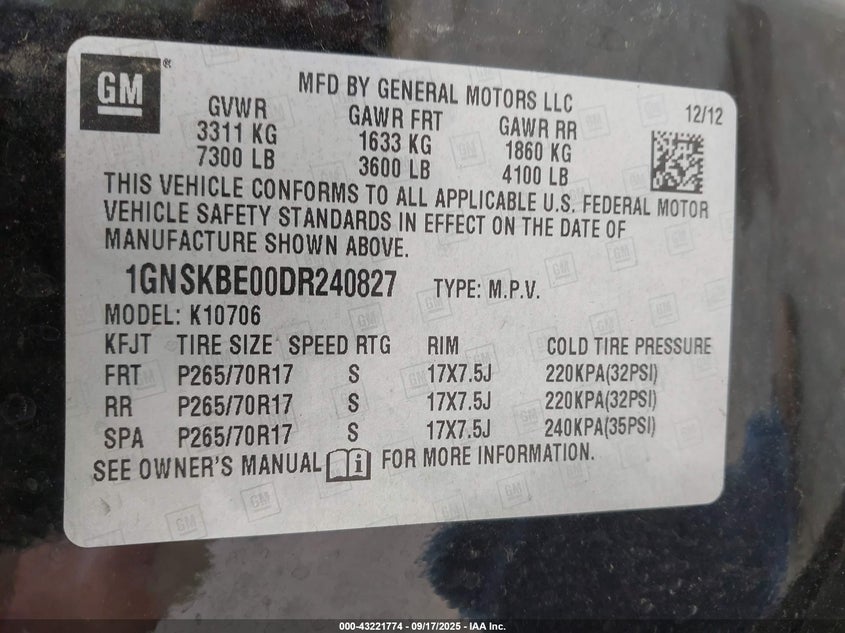 GM®
MFD BY GENERAL MOTORS LLC
12/12
GVWR GAWR FRT GAWR RR
3311 KG 1633 KG 1860 KG
7300 LB 3600 LB 4100 LB
THIS VEHICLE CONFORMS TO ALL APPLICABLE U.S. FEDERAL MOTOR
VEHICLE SAFETY STANDARDS IN EFFECT ON THE DATE OF
MANUFACTURE SHOWN ABOVE.
1GNSKBE00DR240827 TYPE: M.P.V.
MODEL: K10706
KFJT TIRE SIZE SPEED RTG RIM COLD TIRE PRESSURE
FRT P265/70R17 S 17X7.5J 220KPA(32PSI)
RR P265/70R17 S 17X7.5J 220KPA(32PSI)
SPA P265/70R17 S 17X7.5J 240KPA(35PSI)
SEE OWNER'S MANUAL i FOR MORE INFORMATION.
000-43221774 - 09/17/2025 - IAA Inc.